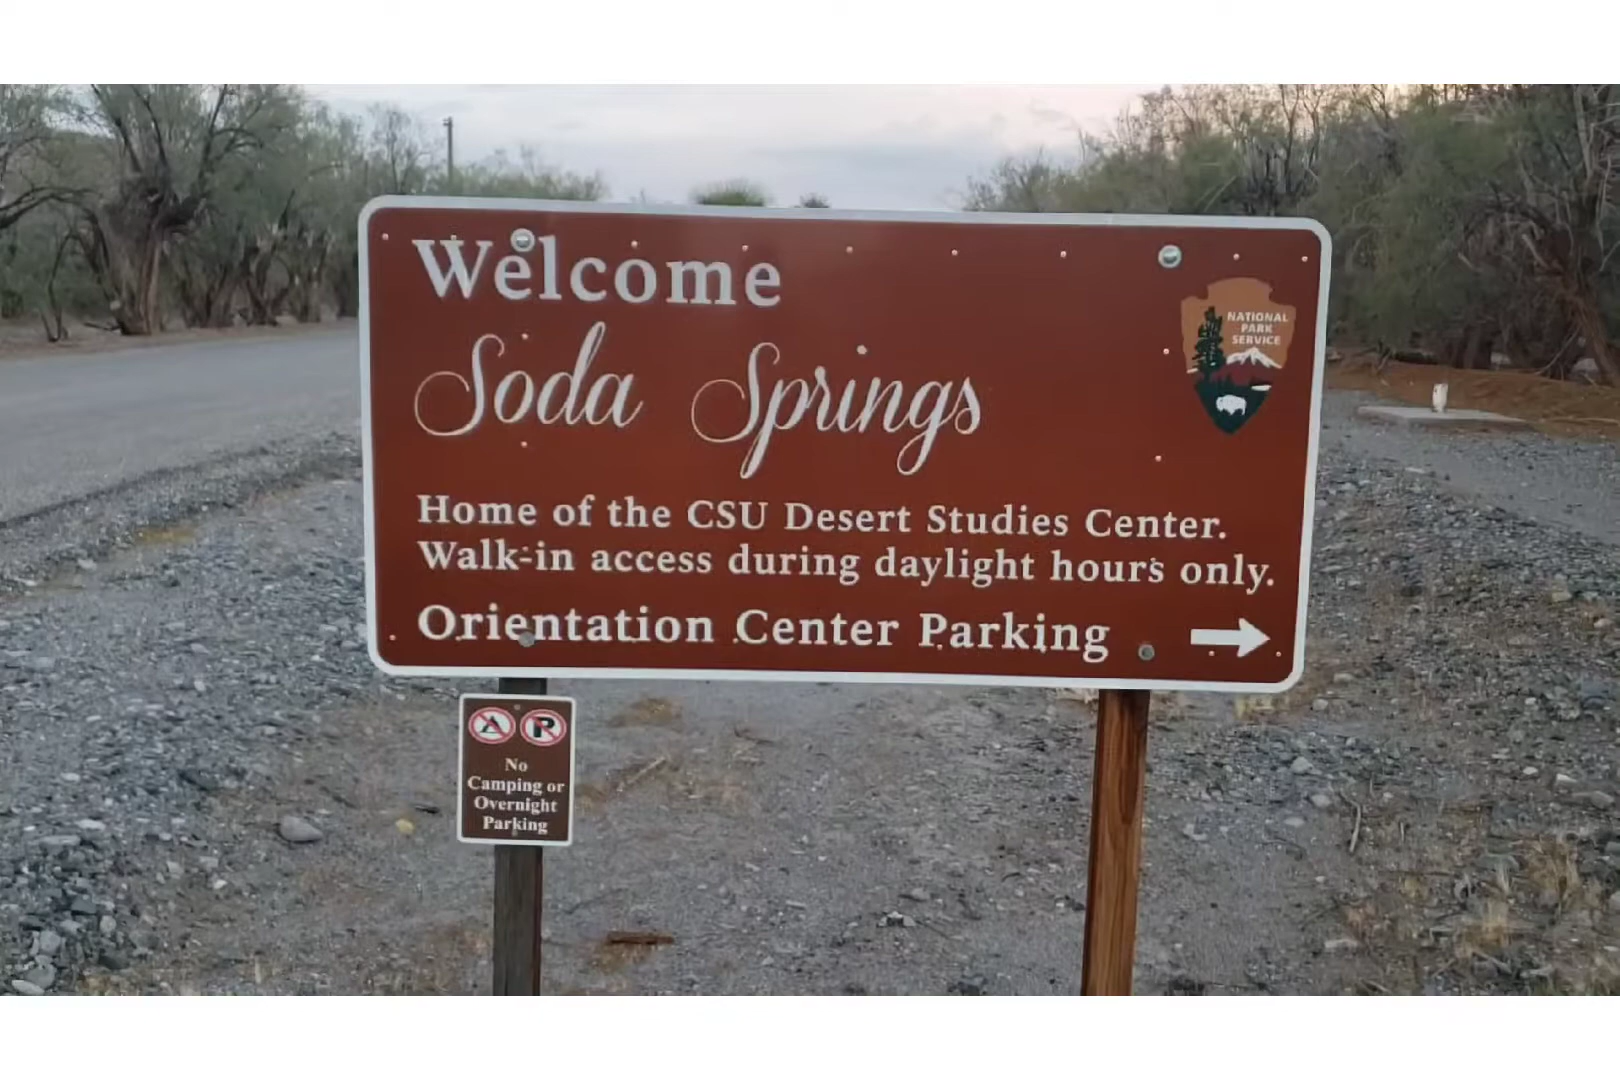 Welcome
Soda Springs
NATIONAL
PARK
SERVICE
Home of the CSU Desert Studies Center.
Walk-in access during daylight hours only.
Orientation Center Parking
P
No
Camping or
Overnight
Parking